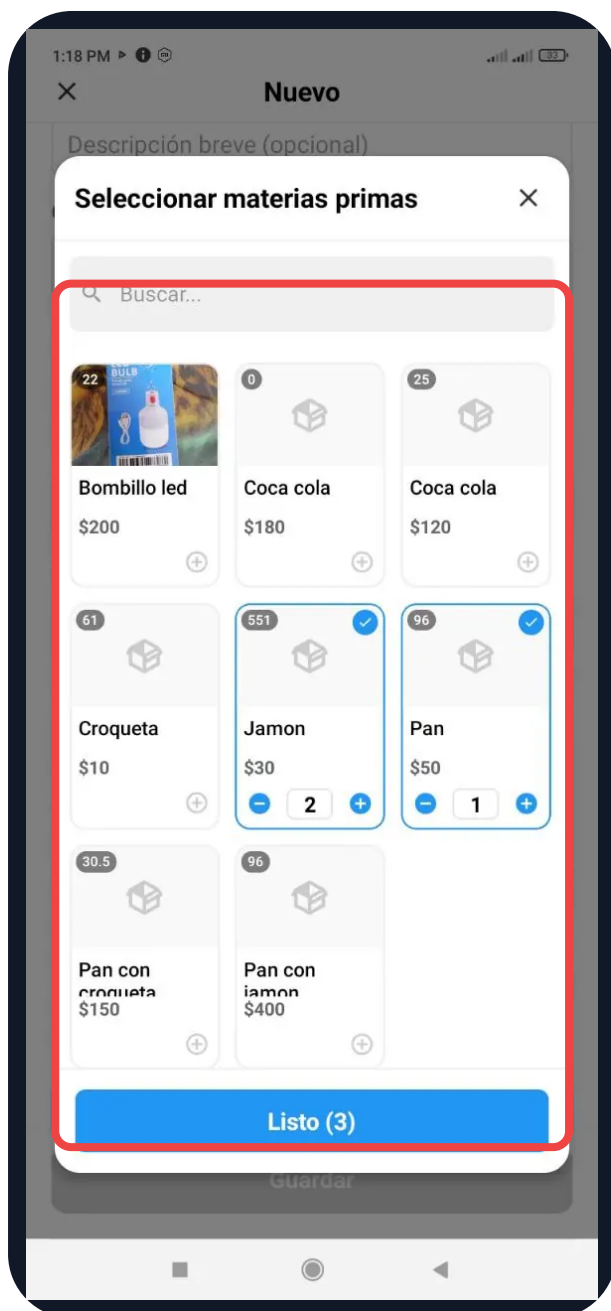 1:18 PM
83
Nuevo
Descripción breve (opcional)
Seleccionar materias primas
Buscar...
22 0 25
BULB
Bombillo led Coca cola Coca cola
$200 $180 $120
61 551 96
Croqueta Jamon Pan
$10 $30 $50
2 1
30.5 96
Pan con Pan con
croqueta jamon
$150 $400
Listo (3)
Guardar